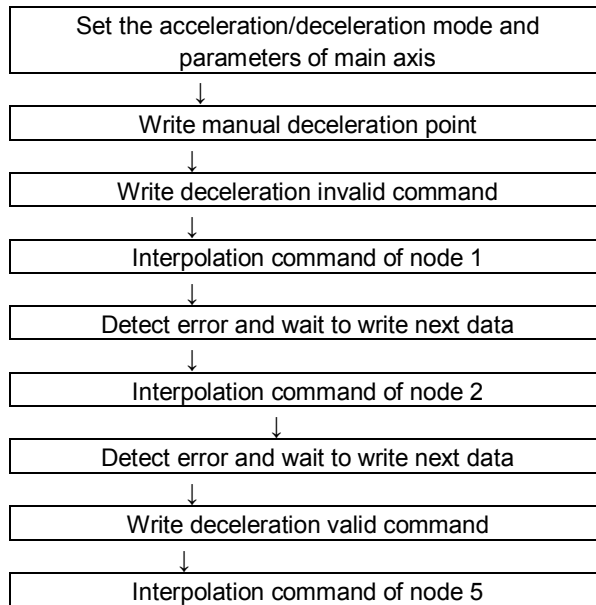 Set the acceleration/deceleration mode and
parameters of main axis
↓
Write manual deceleration point
↓
Write deceleration invalid command
↓
Interpolation command of node 1
↓
Detect error and wait to write next data
↓
Interpolation command of node 2
↓
Detect error and wait to write next data
↓
Write deceleration valid command
↓
Interpolation command of node 5